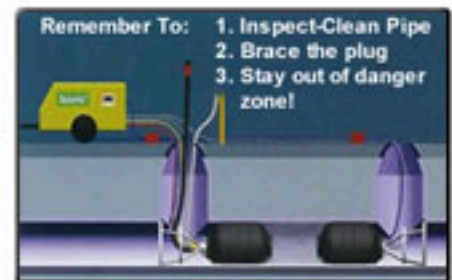 Remember To: 1. Inspect-Clean Pipe
2. Brace the plug
3. Stay out of danger
zone!